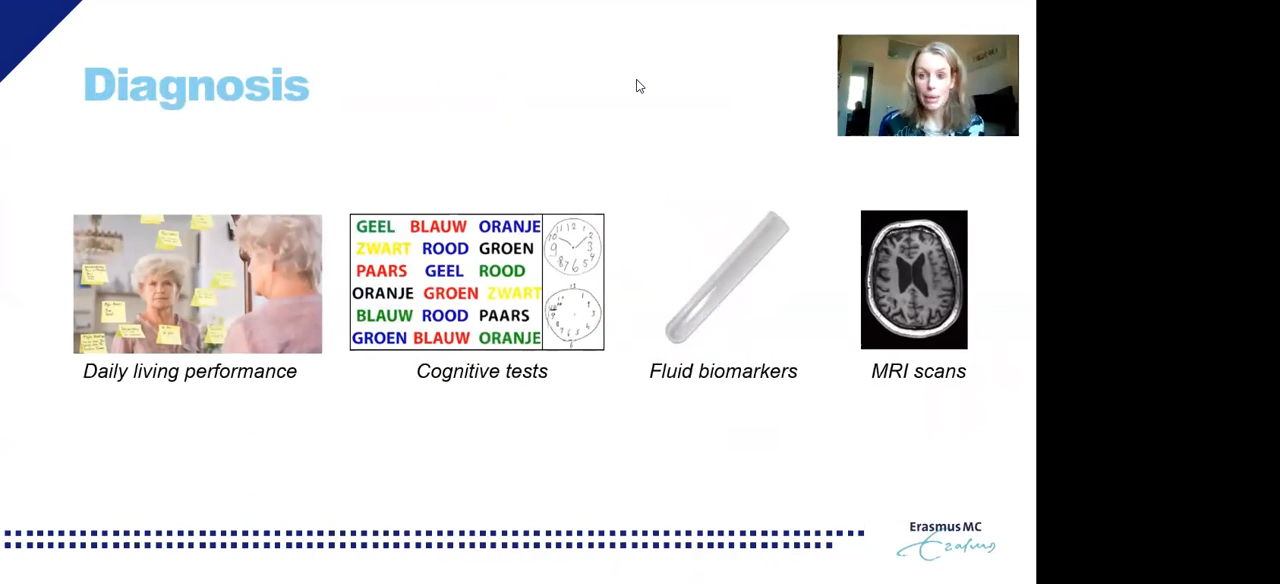 Diagnosis
GEEL BLAUW ORANJE
ZWART ROOD GROEN
PAARS GEEL ROOD
ORANJE GROEN ZWART
BLAUW ROOD PAARS
GROEN BLAUW ORANJE
Daily living performance
Cognitive tests
Fluid biomarkers
MRI scans
Erasmus MC
Erasmus